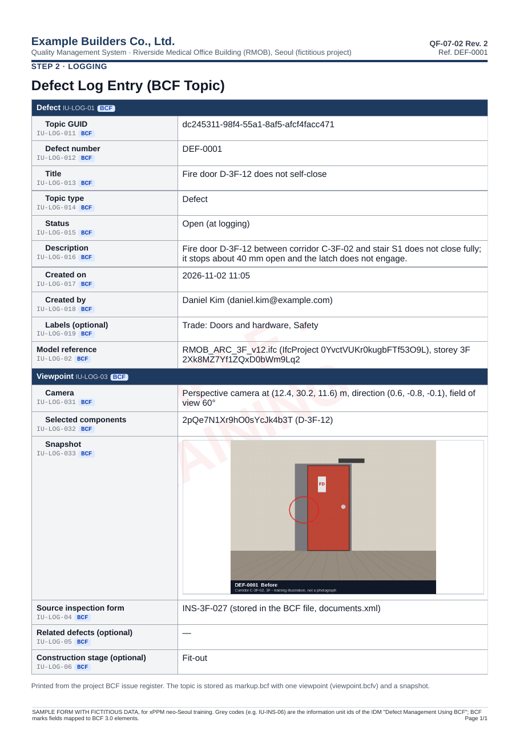 Example Builders Co., Ltd.
Quality Management System - Riverside Medical Office Building (RMOB), Seoul (fictitious project)
QF-07-02 Rev. 2
Ref. DEF-0001
STEP 2 · LOGGING
Defect Log Entry (BCF Topic)
Defect IU-LOG-01 BCF
Topic GUID
IU-LOG-011 BCF
dc245311-98f4-55a1-8af5-afcf4facc471
Defect number
IU-LOG-012 BCF
DEF-0001
Title
IU-LOG-013 BCF
Fire door D-3F-12 does not self-close
Topic type
IU-LOG-014 BCF
Defect
Status
IU-LOG-015 BCF
Open (at logging)
Description
IU-LOG-016 BCF
Fire door D-3F-12 between corridor C-3F-02 and stair S1 does not close fully;
it stops about 40 mm open and the latch does not engage.
Created on
IU-LOG-017 BCF
2026-11-02 11:05
Created by
IU-LOG-018 BCF
Daniel Kim (daniel.kim@example.com)
Labels (optional)
IU-LOG-019 BCF
Trade: Doors and hardware, Safety
Model reference
IU-LOG-02 BCF
RMOB_ARC_3F_v12.ifc (IfcProject 0YvctVUKr0kugbFTf53O9L), storey 3F
2Xk8MZ7Yf1ZQxD0bWm9Lq2
Viewpoint IU-LOG-03 BCF
Camera
IU-LOG-031 BCF
Perspective camera at (12.4, 30.2, 11.6) m, direction (0.6, -0.8, -0.1), field of
view 60°
Selected components
IU-LOG-032 BCF
2pQe7N1Xr9hO0sYcJk4b3T (D-3F-12)
Snapshot
IU-LOG-033 BCF
FD
DEF-0001 Before
Corridor C-3F-02, 3F - training illustration, not a photograph
Source inspection form
IU-LOG-04 BCF
INS-3F-027 (stored in the BCF file, documents.xml)
Related defects (optional)
IU-LOG-05 BCF
—
Construction stage (optional)
IU-LOG-06 BCF
Fit-out
Printed from the project BCF issue register. The topic is stored as markup.bcf with one viewpoint (viewpoint.bcfv) and a snapshot.
SAMPLE FORM WITH FICTITIOUS DATA, for xPPM neo-Seoul training. Grey codes (e.g. IU-INS-06) are the information unit ids of the IDM "Defect Management Using BCF"; BCF
marks fields mapped to BCF 3.0 elements.
Page 1/1